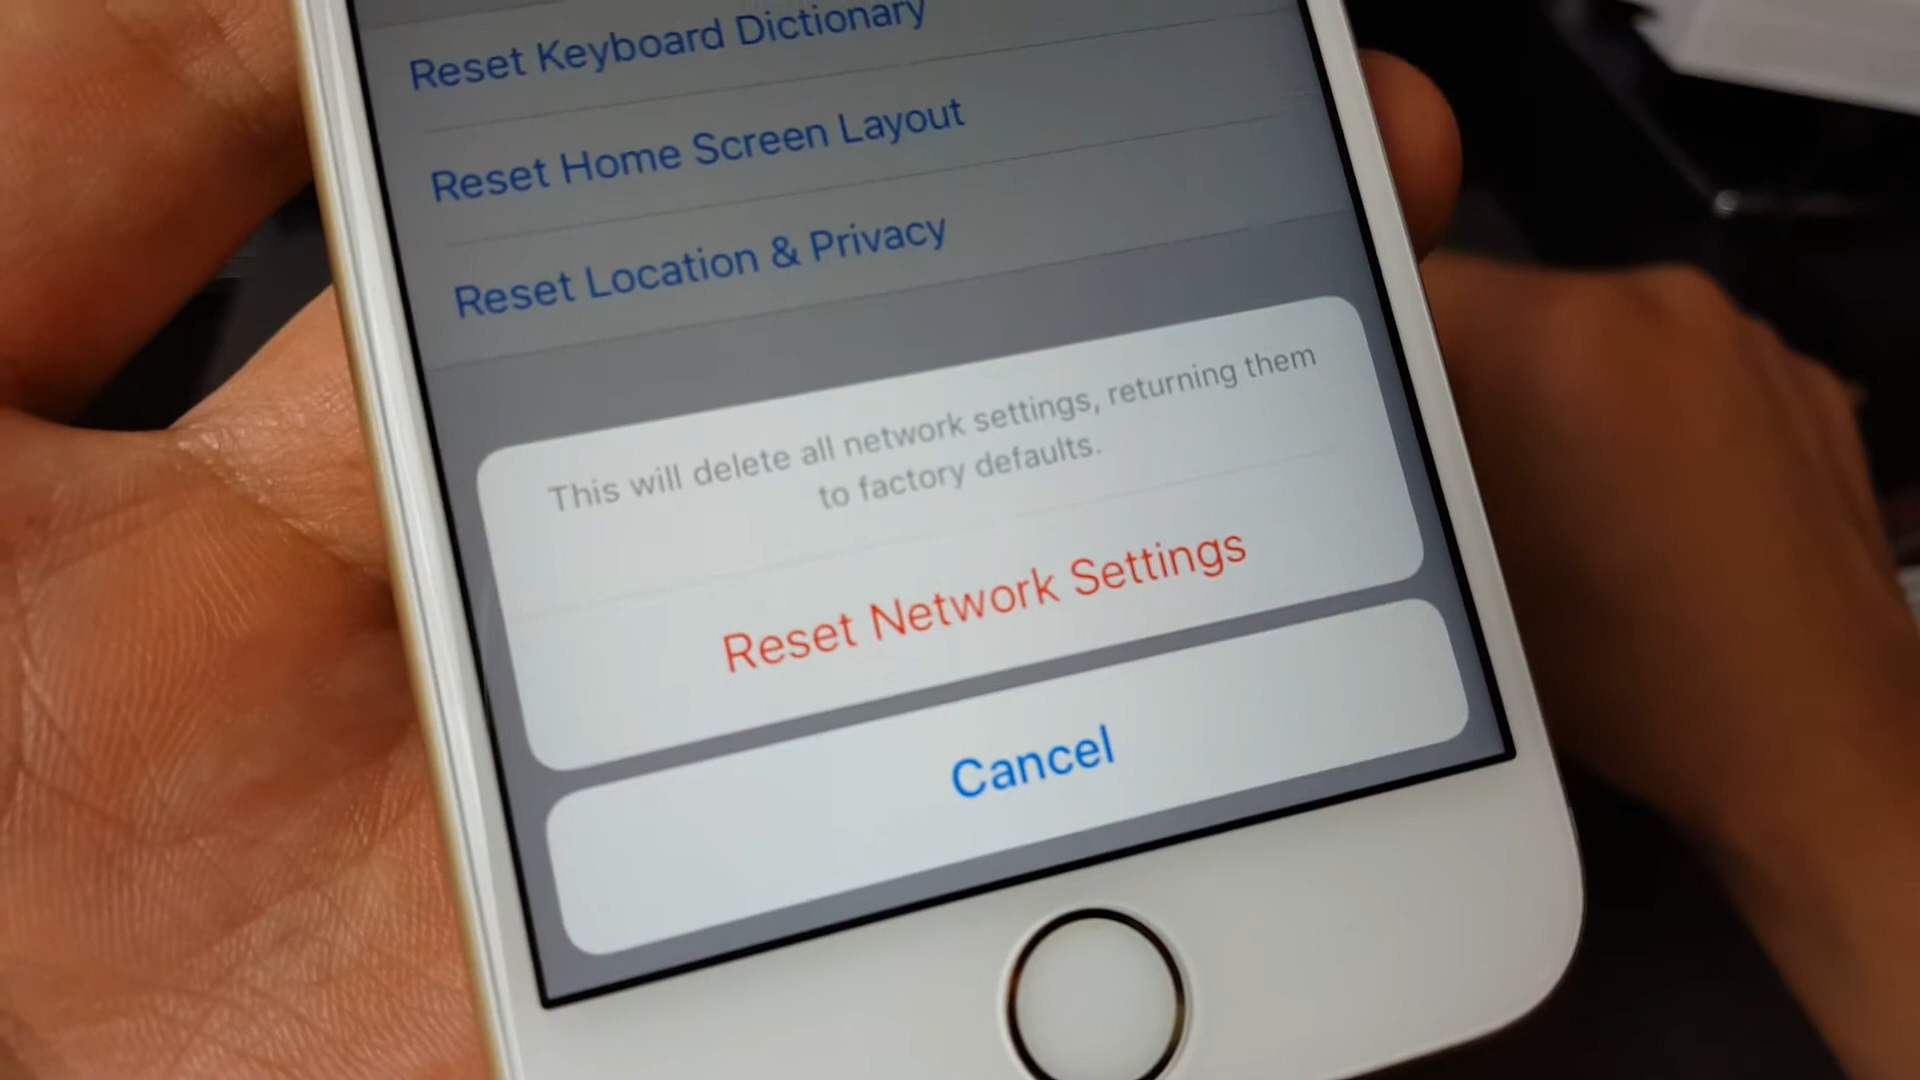 Reset Keyboard Dictionary
Reset Home Screen Layout
Reset Location & Privacy
This will delete all network settings, returning them
to factory defaults.
Reset Network Settings
Cancel